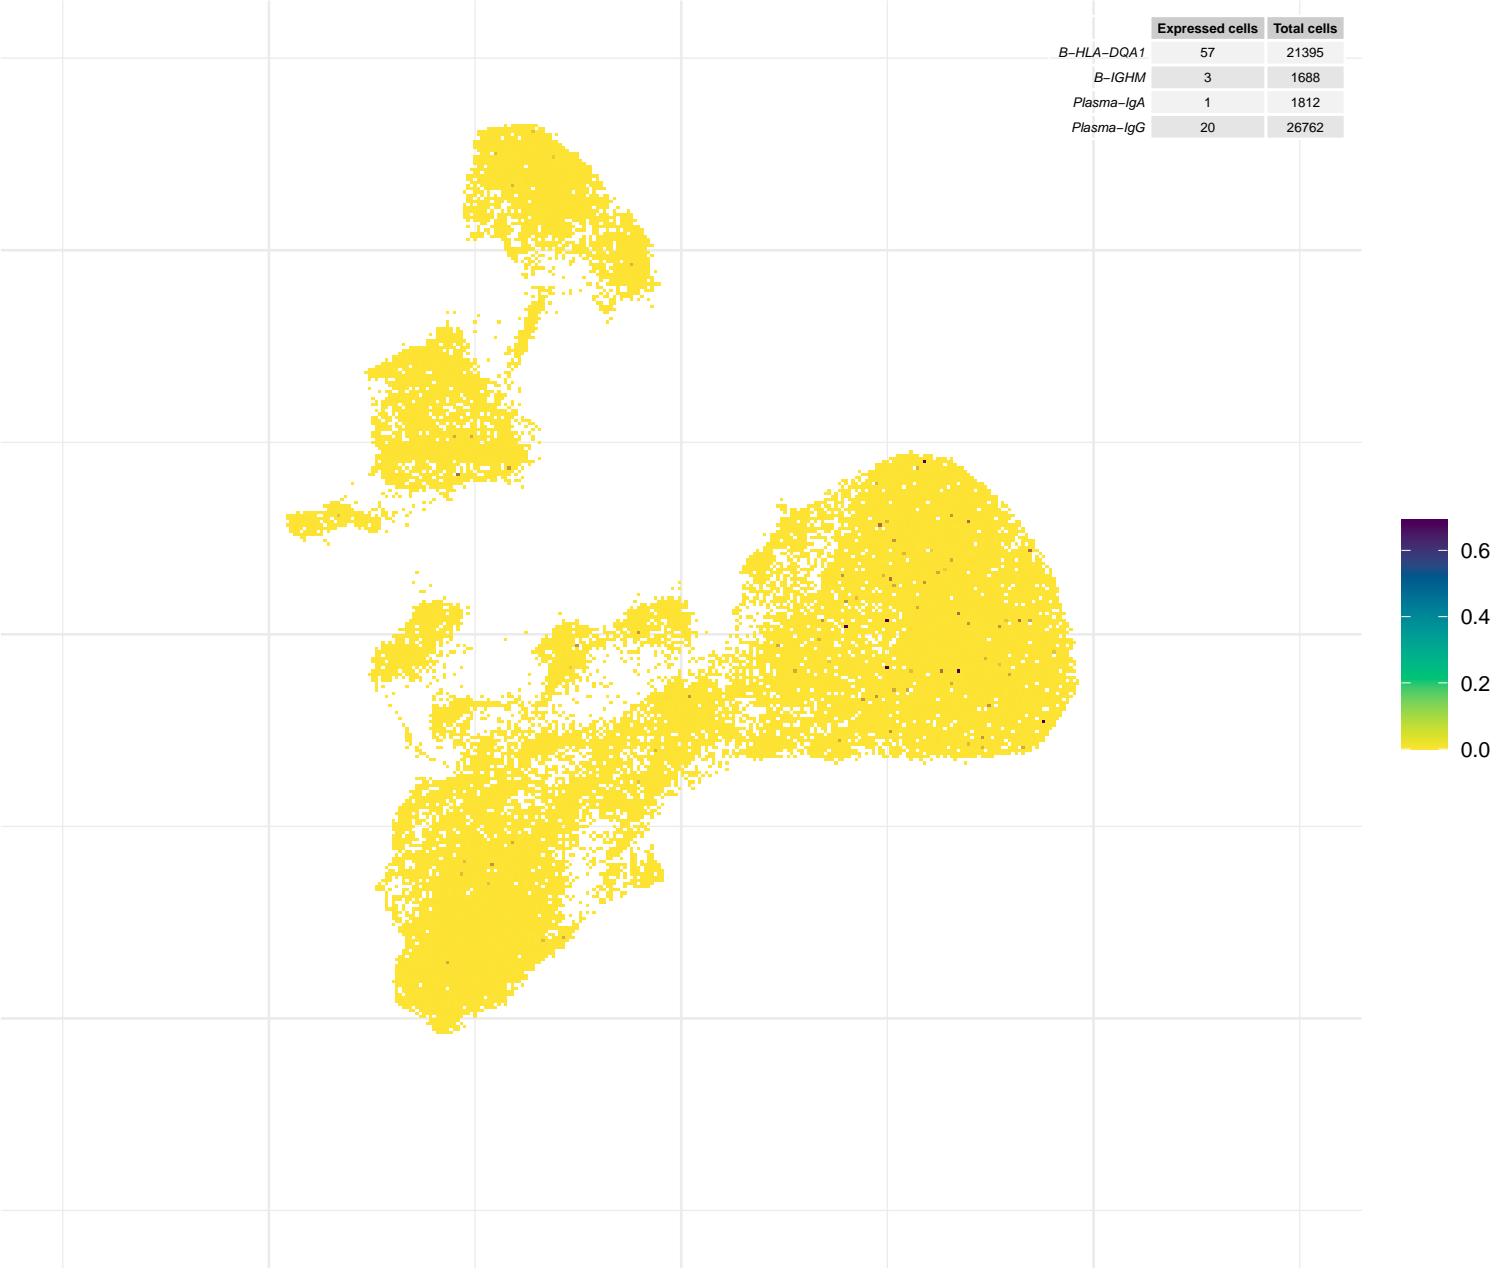 Expressed cells Total cells
B−HLA−DQA1 57 21395
B−IGHM 3 1688
Plasma−IgA 1 1812
Plasma−IgG 20 26762
0.6
0.4
0.2
0.0